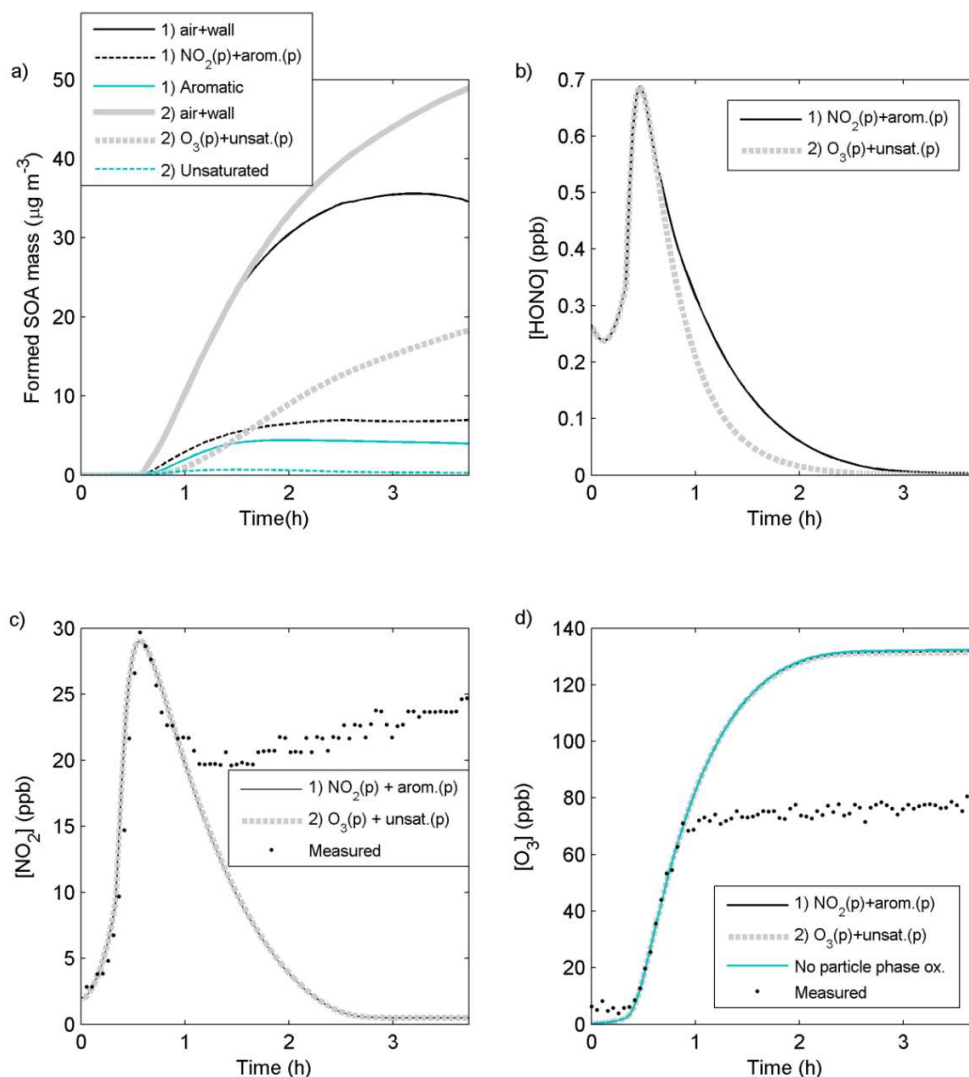 a)
1) air+wall
1) NO2(p)+arom.(p)
1) Aromatic
2) air+wall
2) O3(p)+unsat.(p)
2) Unsaturated
50
40
30
20
10
0
Formed SOA mass (µg m-3)
0 1 2 3
Time(h)
b)
1) NO2(p)+arom.(p)
2) O3(p)+unsat.(p)
0.7
0.6
0.5
0.4
0.3
0.2
0.1
0
[HONO] (ppb)
0 1 2 3
Time (h)
c)
30
25
20
15
10
5
0
[NO2] (ppb)
1) NO2(p) + arom.(p)
2) O3(p) + unsat.(p)
Measured
0 1 2 3
Time (h)
d)
140
120
100
80
60
40
20
0
[O3] (ppb)
1) NO2(p)+arom.(p)
2) O3(p)+unsat.(p)
No particle phase ox.
Measured
0 1 2 3
Time (h)